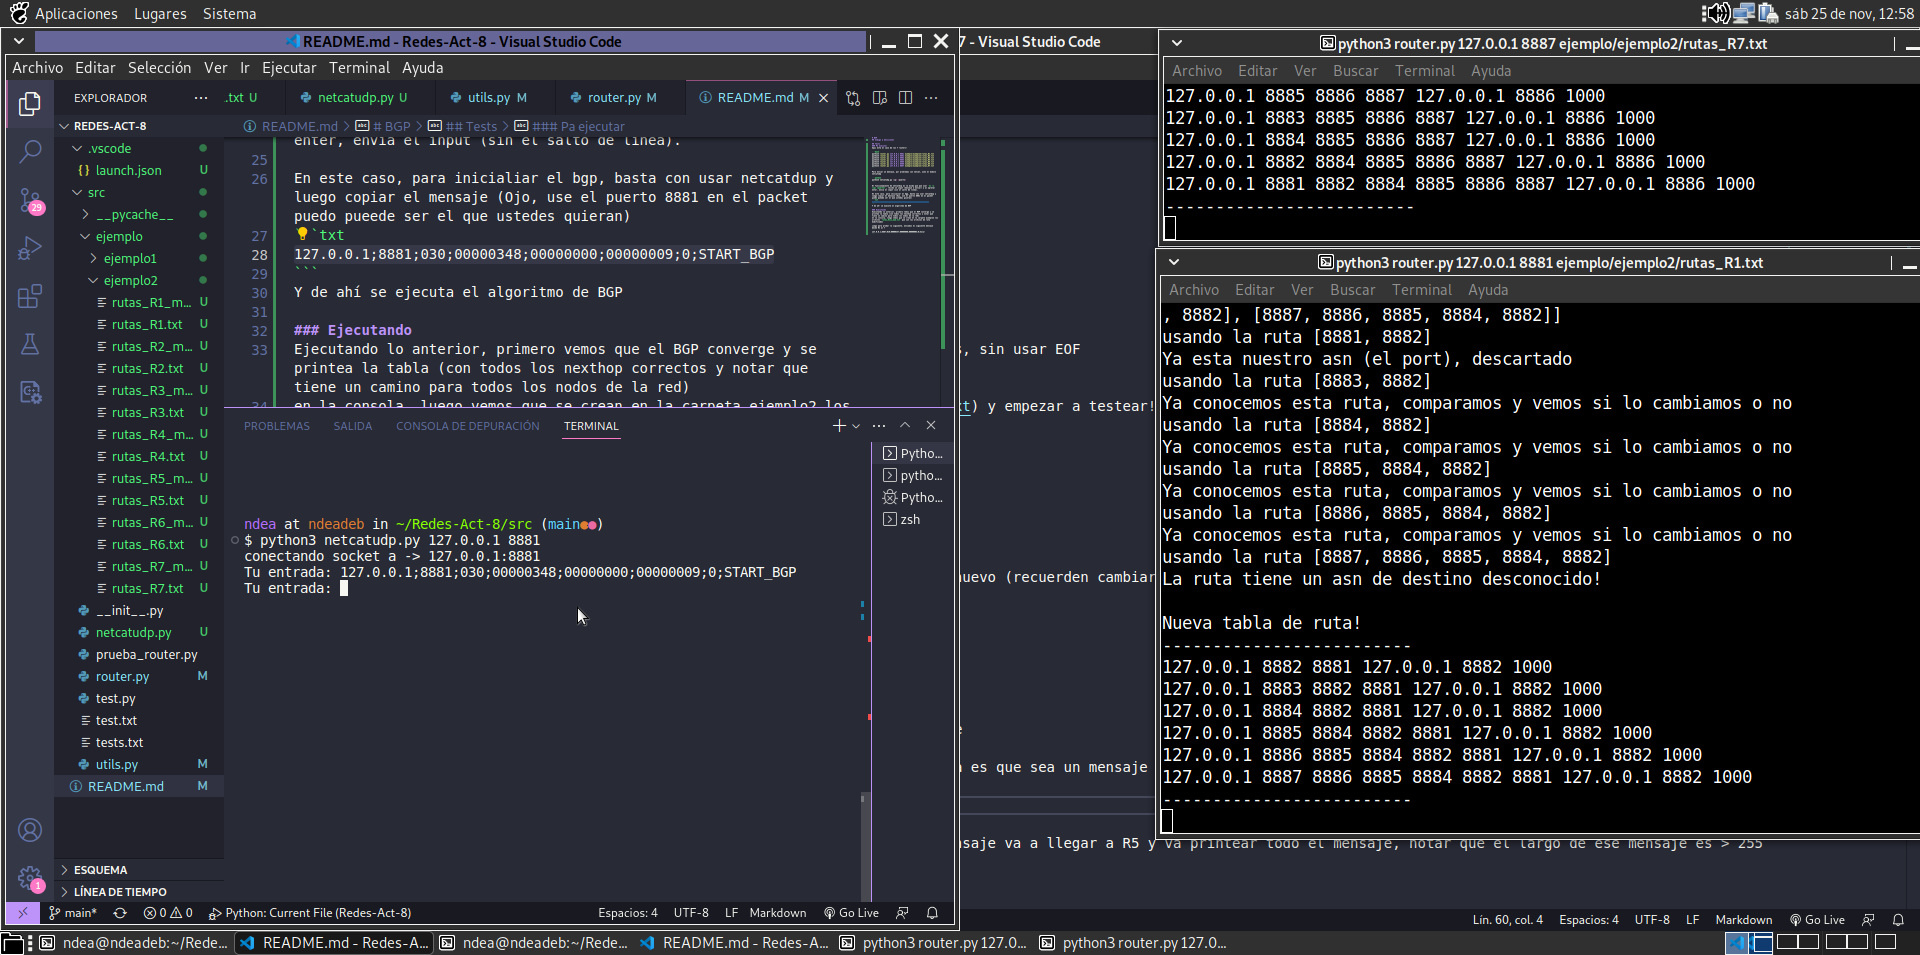 Aplicaciones Lugares Sistema
sáb 25 de nov, 12:58
README.md - Redes-Act-8 - Visual Studio Code
Archivo Editar Selección Ver Ir Ejecutar Terminal Ayuda
EXPLORADOR ...
.txt U
netcatudp.py U
utils.py M
router.py M
README.md M
REDES-ACT-8
.vscode
launch.json U
src
__pycache__
ejemplo
ejemplo1
ejemplo2
rutas_R1_m... U
rutas_R1.txt U
rutas_R2_m... U
rutas_R2.txt U
rutas_R3_m... U
rutas_R3.txt U
rutas_R4_m... U
rutas_R4.txt U
rutas_R5_m... U
rutas_R5.txt U
rutas_R6_m... U
rutas_R6.txt U
rutas_R7_m... U
rutas_R7.txt U
__init__.py
netcatudp.py U
prueba_router.py
router.py M
test.py
test.txt
tests.txt
utils.py M
README.md M
ESQUEMA
LÍNEA DE TIEMPO
29
1
README.md > # BGP > ## Tests > ### Pa ejecutar
enter, envia el input (sin el salto de linea).
25
26 En este caso, para inicialiar el bgp, basta con usar netcatdup y
luego copiar el mensaje (Ojo, use el puerto 8881 en el packet
puedo pueede ser el que ustedes quieran)
27 `txt
28 127.0.0.1;8881;030;00000348;00000000;00000009;0;START_BGP
29 ```
30 Y de ahí se ejecuta el algoritmo de BGP
31
32 ### Ejecutando
33 Ejecutando lo anterior, primero vemos que el BGP converge y se
printea la tabla (con todos los nexthop correctos y notar que
tiene un camino para todos los nodos de la red)
34 en la consola, luego vemos que se crean en la carpeta ejemplo2 los
PROBLEMAS SALIDA CONSOLA DE DEPURACIÓN TERMINAL
Pytho...
pytho...
Pytho...
zsh
ndea at ndeadeb in ~/Redes-Act-8/src (main)
$ python3 netcatudp.py 127.0.0.1 8881
conectando socket a -> 127.0.0.1:8881
Tu entrada: 127.0.0.1;8881;030;00000348;00000000;00000009;0;START_BGP
Tu entrada:
main* 0 0 Python: Current File (Redes-Act-8) Espacios: 4 UTF-8 LF Markdown Go Live
7 - Visual Studio Code
s, sin usar EOF
t) y empezar a testear!
uevo (recuerden cambiar
es que sea un mensaje
saje va a llegar a R5 y va printear todo el mensaje, notar que el largo de ese mensaje es > 255
Lín. 60, col. 4 Espacios: 4 UTF-8 LF Markdown Go Live
python3 router.py 127.0.0.1 8887 ejemplo/ejemplo2/rutas_R7.txt
Archivo Editar Ver Buscar Terminal Ayuda
127.0.0.1 8885 8886 8887 127.0.0.1 8886 1000
127.0.0.1 8883 8885 8886 8887 127.0.0.1 8886 1000
127.0.0.1 8884 8885 8886 8887 127.0.0.1 8886 1000
127.0.0.1 8882 8884 8885 8886 8887 127.0.0.1 8886 1000
127.0.0.1 8881 8882 8884 8885 8886 8887 127.0.0.1 8886 1000
-------------------------
python3 router.py 127.0.0.1 8881 ejemplo/ejemplo2/rutas_R1.txt
Archivo Editar Ver Buscar Terminal Ayuda
, 8882], [8887, 8886, 8885, 8884, 8882]]
usando la ruta [8881, 8882]
Ya esta nuestro asn (el port), descartado
usando la ruta [8883, 8882]
Ya conocemos esta ruta, comparamos y vemos si lo cambiamos o no
usando la ruta [8884, 8882]
Ya conocemos esta ruta, comparamos y vemos si lo cambiamos o no
usando la ruta [8885, 8884, 8882]
Ya conocemos esta ruta, comparamos y vemos si lo cambiamos o no
usando la ruta [8886, 8885, 8884, 8882]
Ya conocemos esta ruta, comparamos y vemos si lo cambiamos o no
usando la ruta [8887, 8886, 8885, 8884, 8882]
La ruta tiene un asn de destino desconocido!
Nueva tabla de ruta!
-------------------------
127.0.0.1 8882 8881 127.0.0.1 8882 1000
127.0.0.1 8883 8882 8881 127.0.0.1 8882 1000
127.0.0.1 8884 8882 8881 127.0.0.1 8882 1000
127.0.0.1 8885 8884 8882 8881 127.0.0.1 8882 1000
127.0.0.1 8886 8885 8884 8882 8881 127.0.0.1 8882 1000
127.0.0.1 8887 8886 8885 8884 8882 8881 127.0.0.1 8882 1000
-------------------------
ndea@ndeadeb:~/Rede... README.md - Redes-A... ndea@ndeadeb:~/Rede... README.md - Redes-A... python3 router.py 127.0... python3 router.py 127.0...